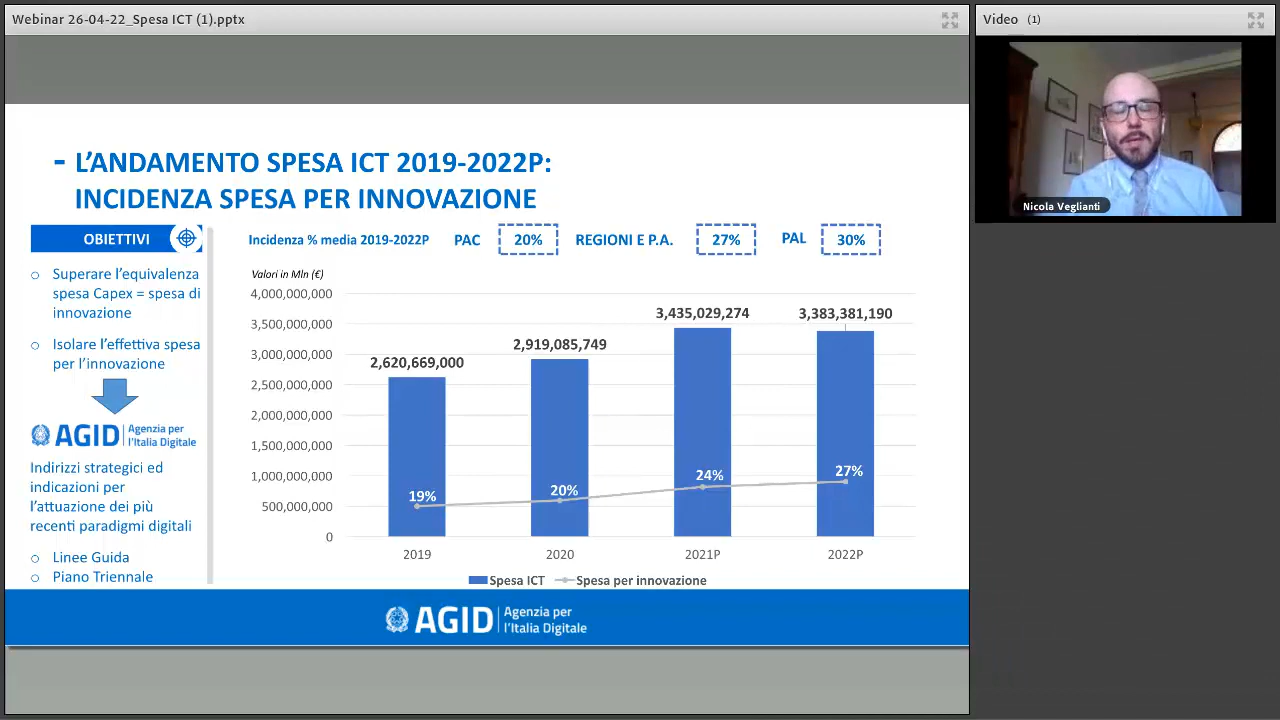 Webinar 26-04-22_Spesa ICT (1).pptx
Video (1)
Nicola Veglianti
- L'ANDAMENTO SPESA ICT 2019-2022P:
INCIDENZA SPESA PER INNOVAZIONE
OBIETTIVI
Superare l'equivalenza
spesa Capex = spesa di
innovazione
Isolare l'effettiva spesa
per l'innovazione
AGID
Agenzia per
l'Italia Digitale
Indirizzi strategici ed
indicazioni per
l'attuazione dei più
recenti paradigmi digitali
Linee Guida
Piano Triennale
Incidenza % media 2019-2022P PAC 20% REGIONI E P.A. 27% PAL 30%
Valori in Mln (€)
4,000,000,000
3,500,000,000
3,000,000,000
2,500,000,000
2,000,000,000
1,500,000,000
1,000,000,000
500,000,000
0
2,620,669,000
2,919,085,749
3,435,029,274
3,383,381,190
19%
20%
24%
27%
2019 2020 2021P 2022P
Spesa ICT Spesa per innovazione
AGID
Agenzia per
l'Italia Digitale